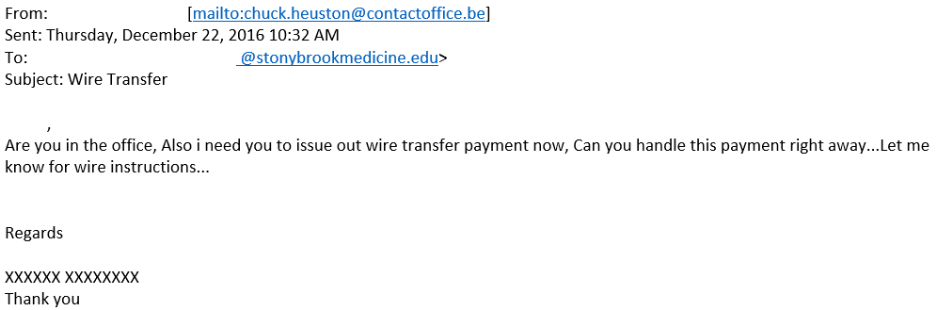 From: [mailto:chuck.heuston@contactoffice.be]
Sent: Thursday, December 22, 2016 10:32 AM
To: @stonybrookmedicine.edu>
Subject: Wire Transfer
,
Are you in the office, Also i need you to issue out wire transfer payment now, Can you handle this payment right away...Let me
know for wire instructions...
Regards
XXXXXX XXXXXXXX
Thank you